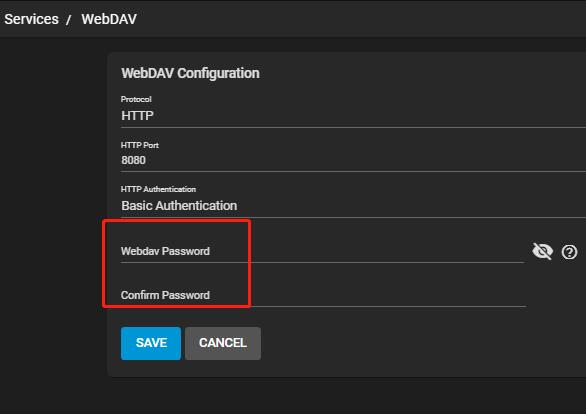 Services / WebDAV
WebDAV Configuration
Protocol
HTTP
HTTP Port
8080
HTTP Authentication
Basic Authentication
Webdav Password
Confirm Password
SAVE CANCEL